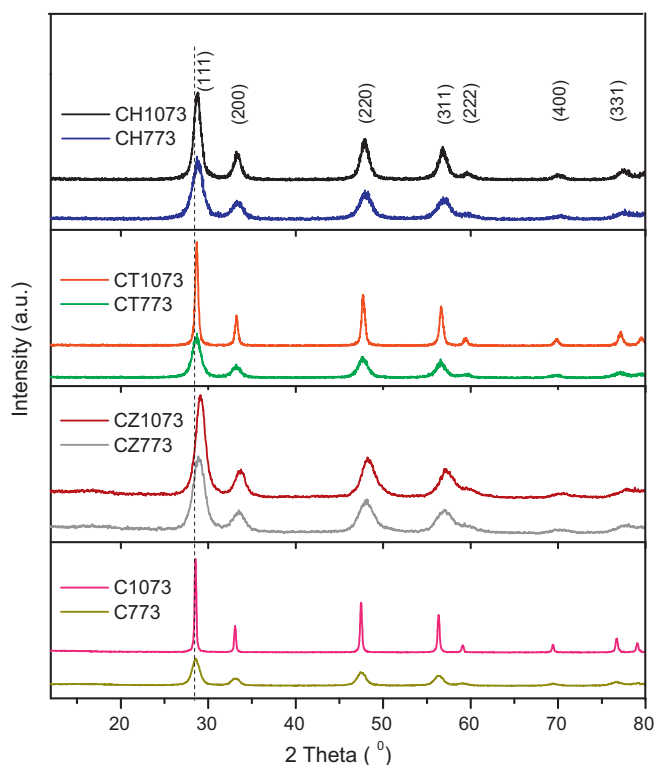 (111)
(200)
(220)
(311)
(222)
(400)
(331)
CH1073
CH773
CT1073
CT773
CZ1073
CZ773
C1073
C773
Intensity (a.u.)
20 30 40 50 60 70 80
2 Theta ( ⁰)